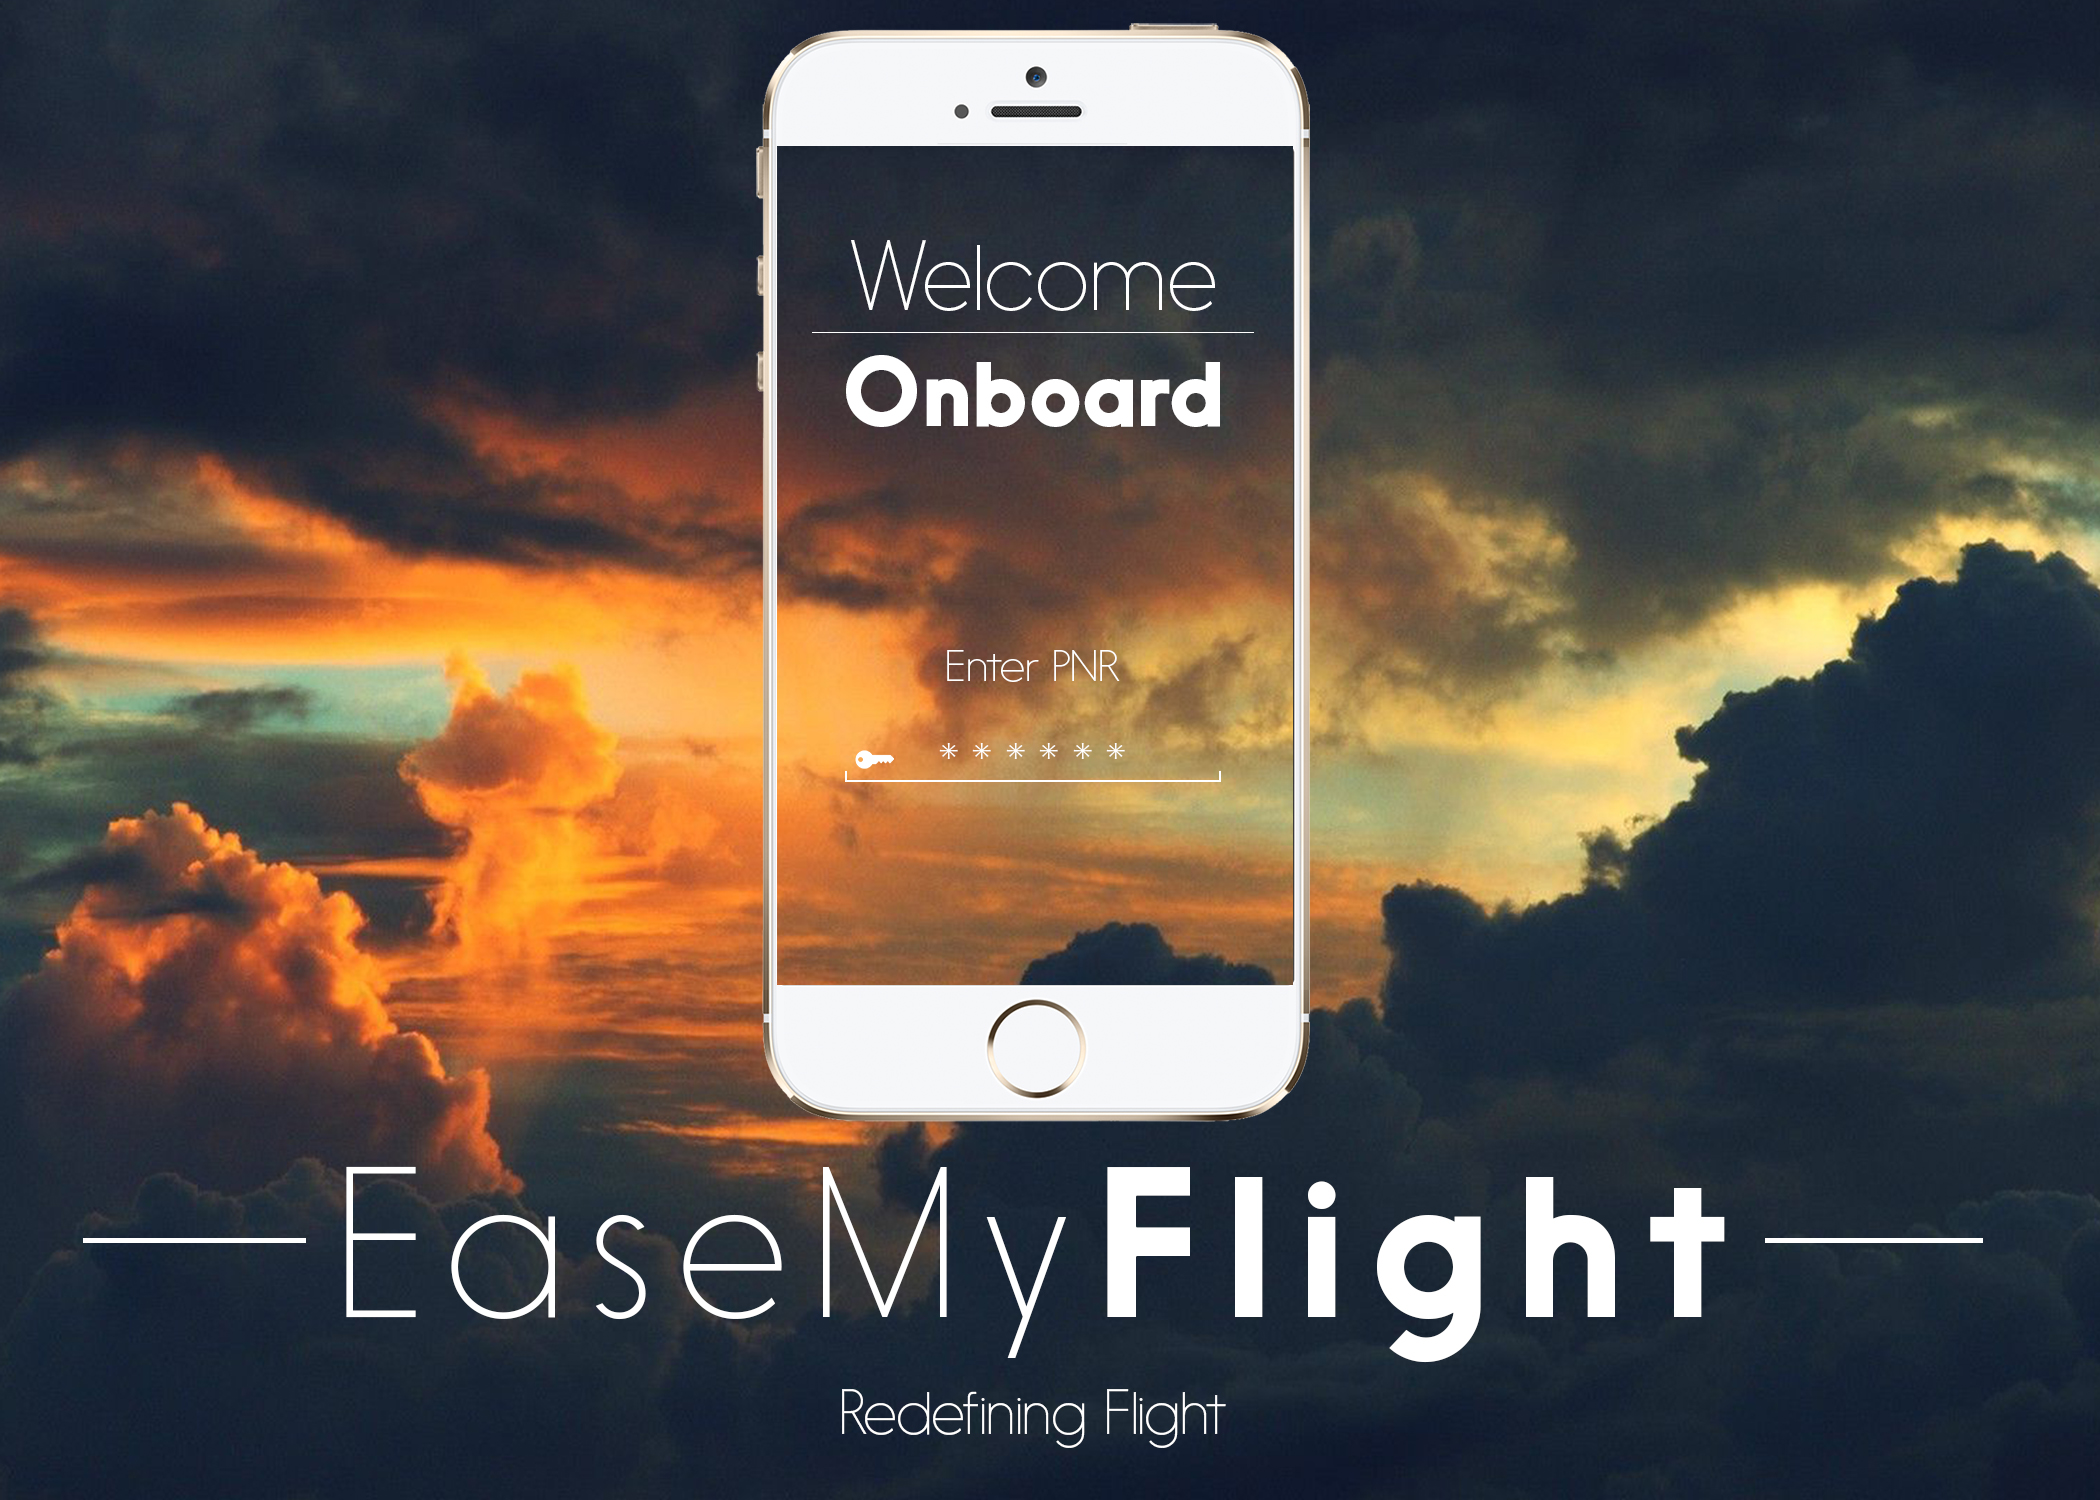 Welcome
Onboard
Enter PNR
* * * * * *
EaseMyFlight
Redefining Flight